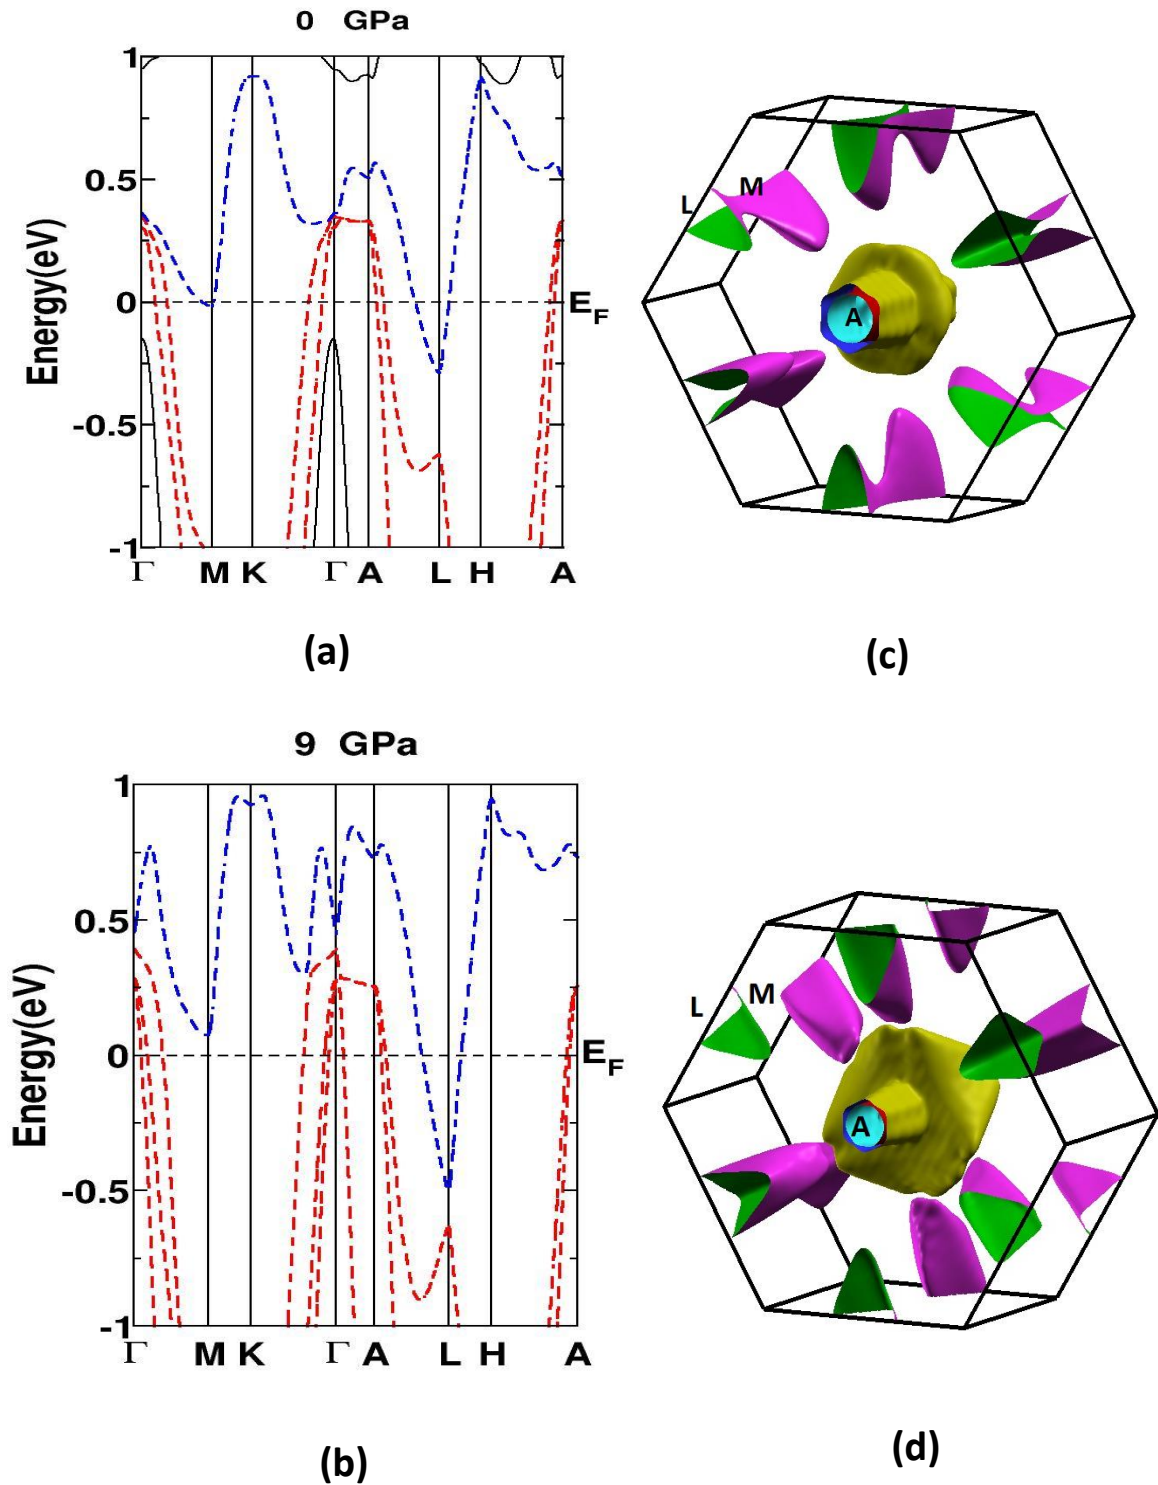 0 GPa
1
0.5
0
-0.5
-1
Energy(eV)
E_F
Γ M K Γ A L H A
(a)
L M
A
(c)
9 GPa
1
0.5
0
-0.5
-1
Energy(eV)
E_F
Γ M K Γ A L H A
(b)
L M
A
(d)